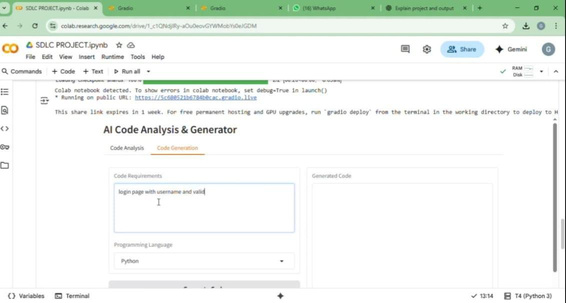 SDLC PROJECT.ipynb
Gradio
Gradio
(16) WhatsApp
Explain project and output
colab.research.google.com/drive/
SDLC PROJECT.ipynb
File Edit View Insert Runtime Tools Help
Share
Gemini
G
Commands + Code + Text Run all
RAM
Disk
Colab notebook detected. To show errors in colab notebook, set debug=True in launch()
* Running on public URL:
This share link expires in 1 week. For free permanent hosting and GPU upgrades, run `gradio deploy` from the terminal in the working directory to deploy to H
AI Code Analysis & Generator
Code Analysis
Code Generation
Code Requirements
Generated Code
login page with username and valid
Programming Language
Python
Variables
Terminal
13:14
T4 (Python 3)